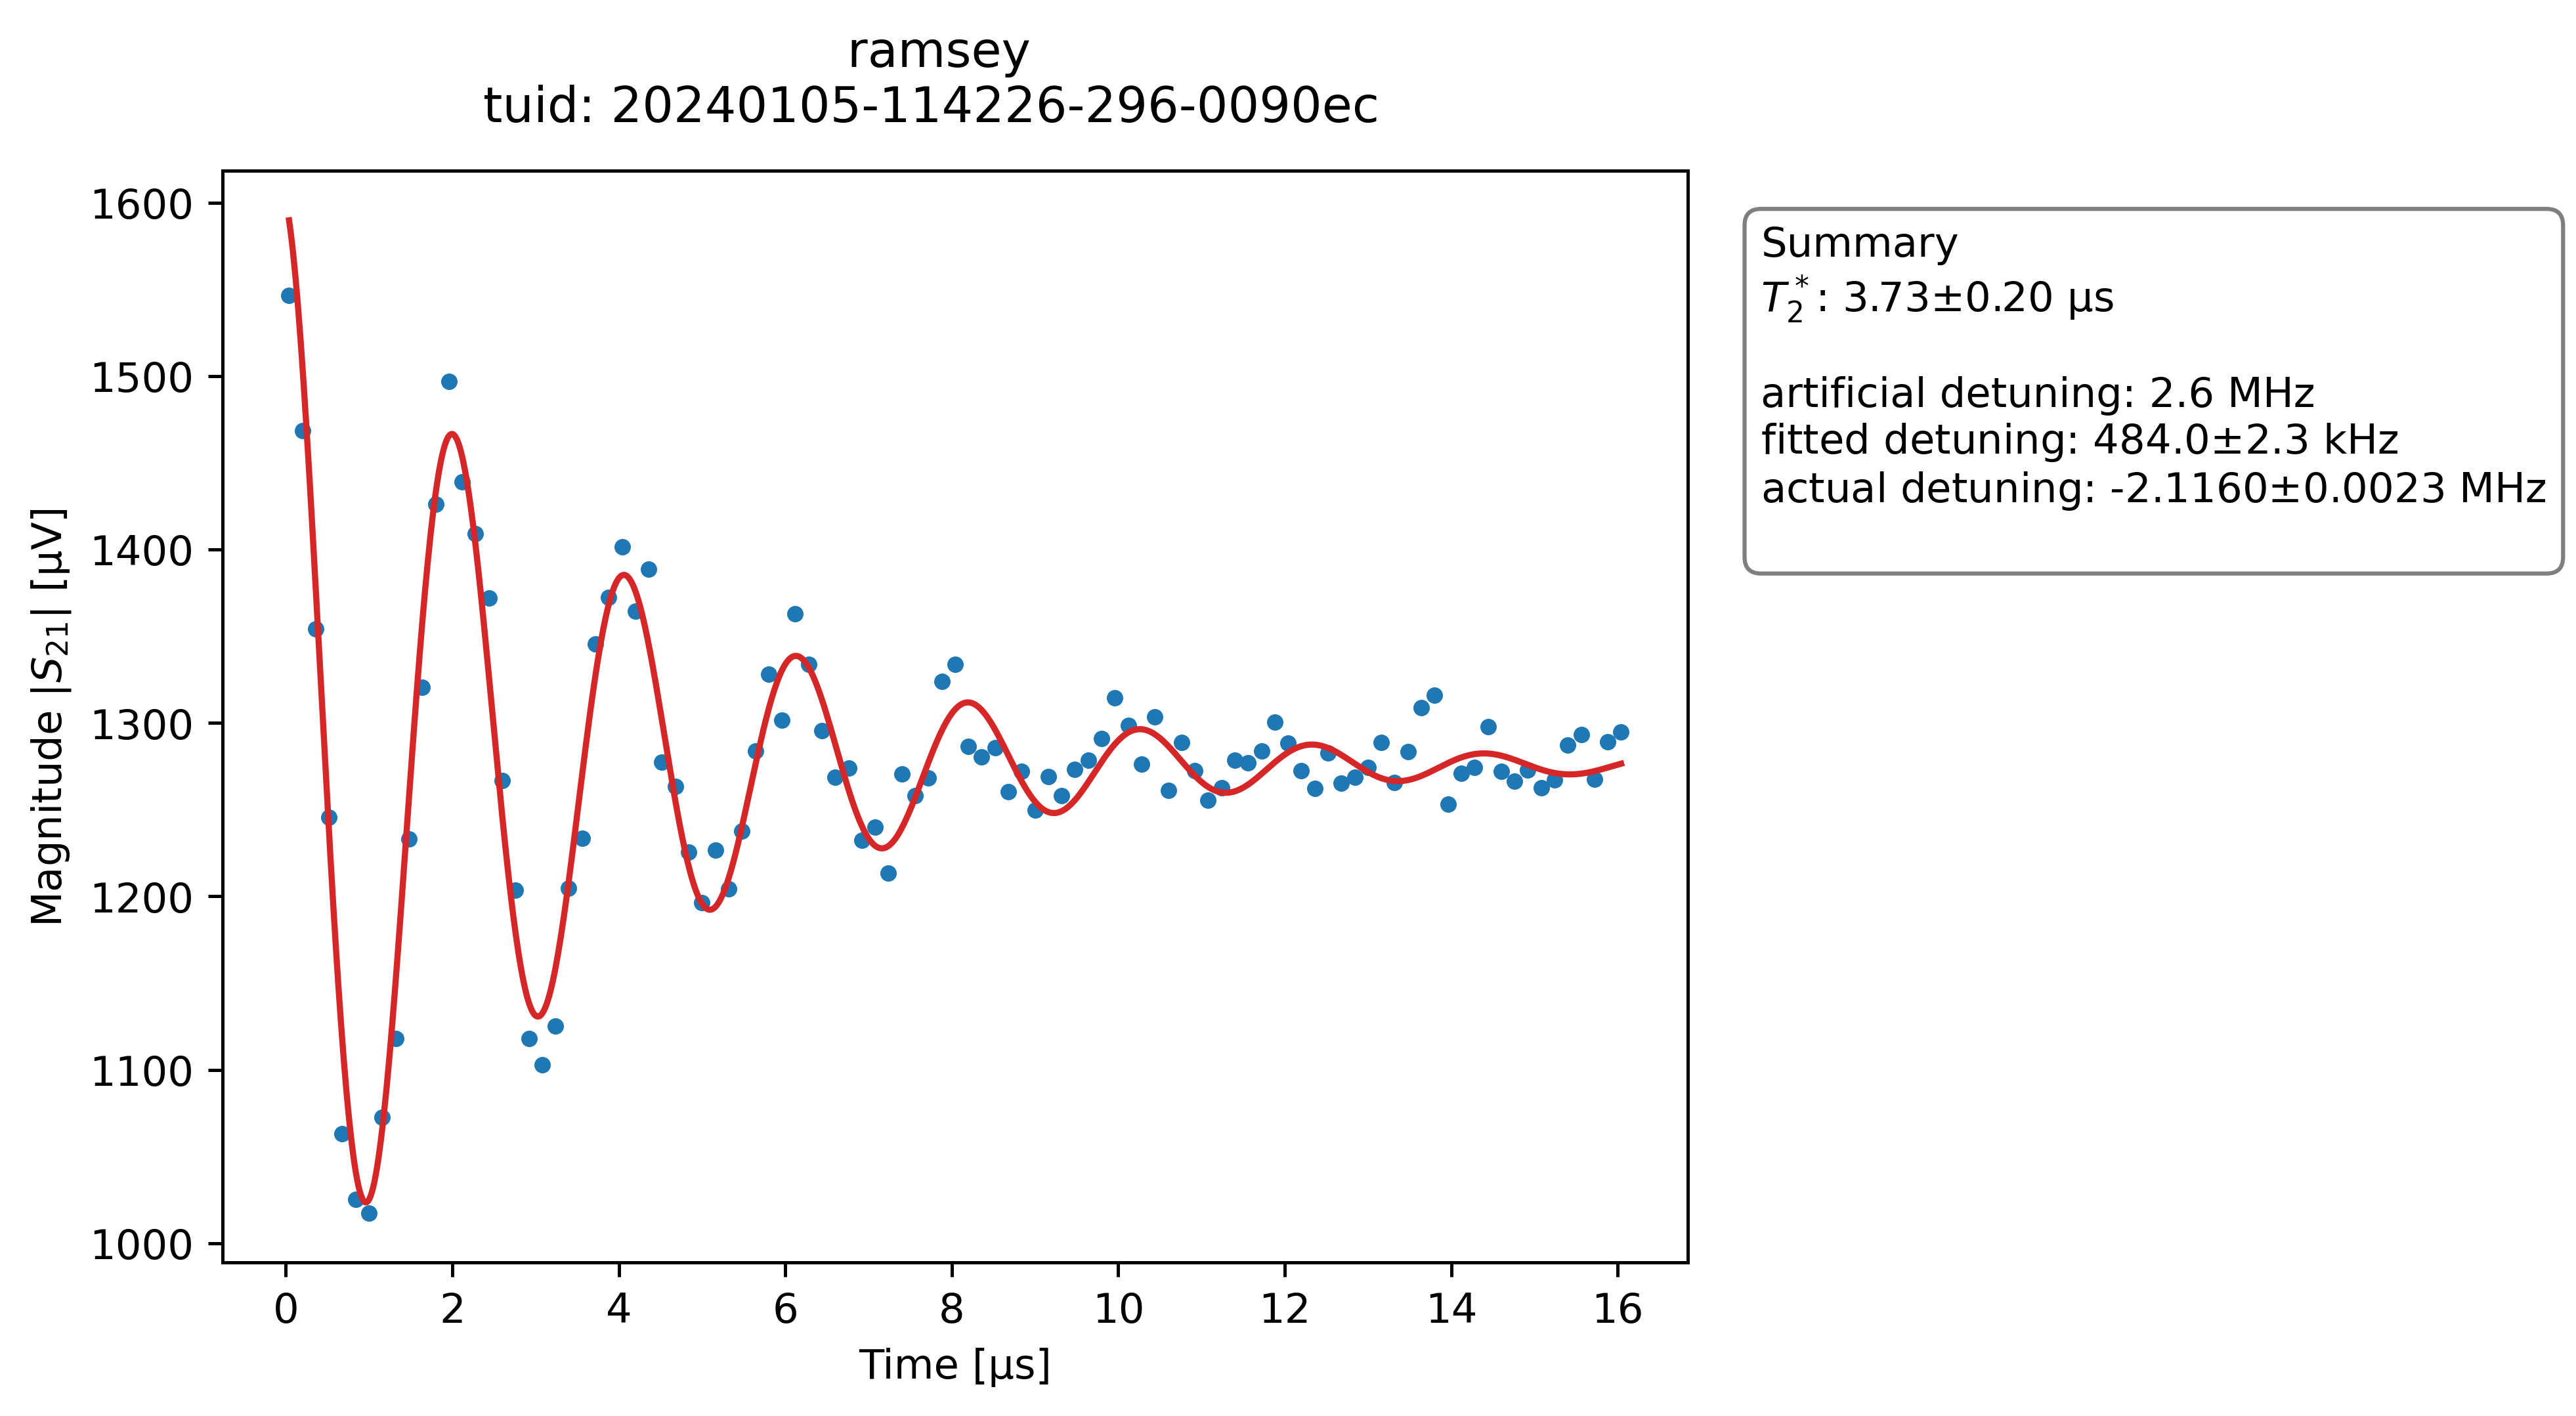 ramsey
tuid: 20240105-114226-296-0090ec
Magnitude |S21| [µV]
1600
1500
1400
1300
1200
1100
1000
0 2 4 6 8 10 12 14 16
Time [µs]
Summary
T2*: 3.73±0.20 µs
artificial detuning: 2.6 MHz
fitted detuning: 484.0±2.3 kHz
actual detuning: -2.1160±0.0023 MHz